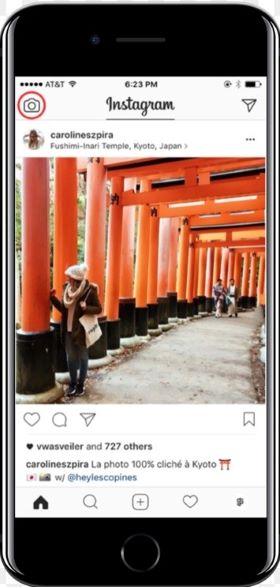 AT&T 6:23 PM
Instagram
carolineszpira
Fushimi-Inari Temple, Kyoto, Japan >
vwasveiler and 727 others
carolineszpira La photo 100% cliché à Kyoto ⛩️
🇯🇵 📸 w/ @heylescopines